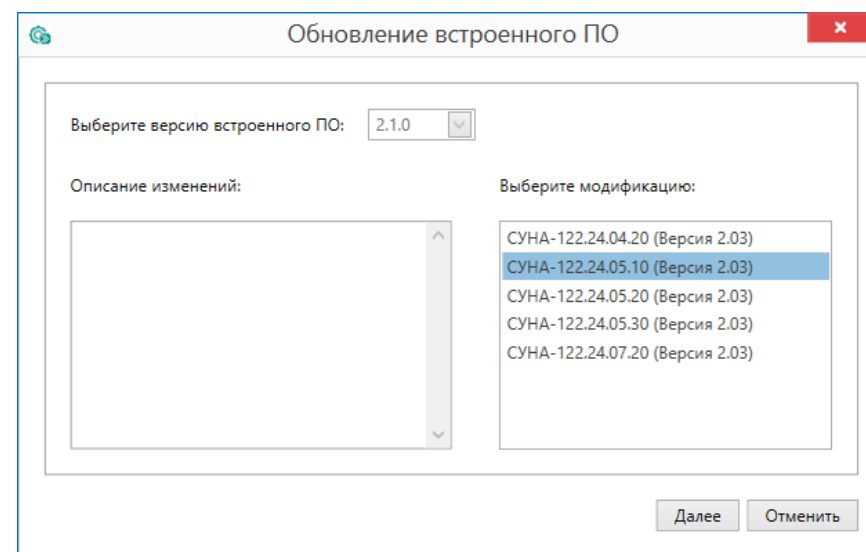 Обновление встроенного ПО
Выберите версию встроенного ПО: 2.1.0
Описание изменений:
Выберите модификацию:
СУНА-122.24.04.20 (Версия 2.03)
СУНА-122.24.05.10 (Версия 2.03)
СУНА-122.24.05.20 (Версия 2.03)
СУНА-122.24.05.30 (Версия 2.03)
СУНА-122.24.07.20 (Версия 2.03)
Далее
Отменить